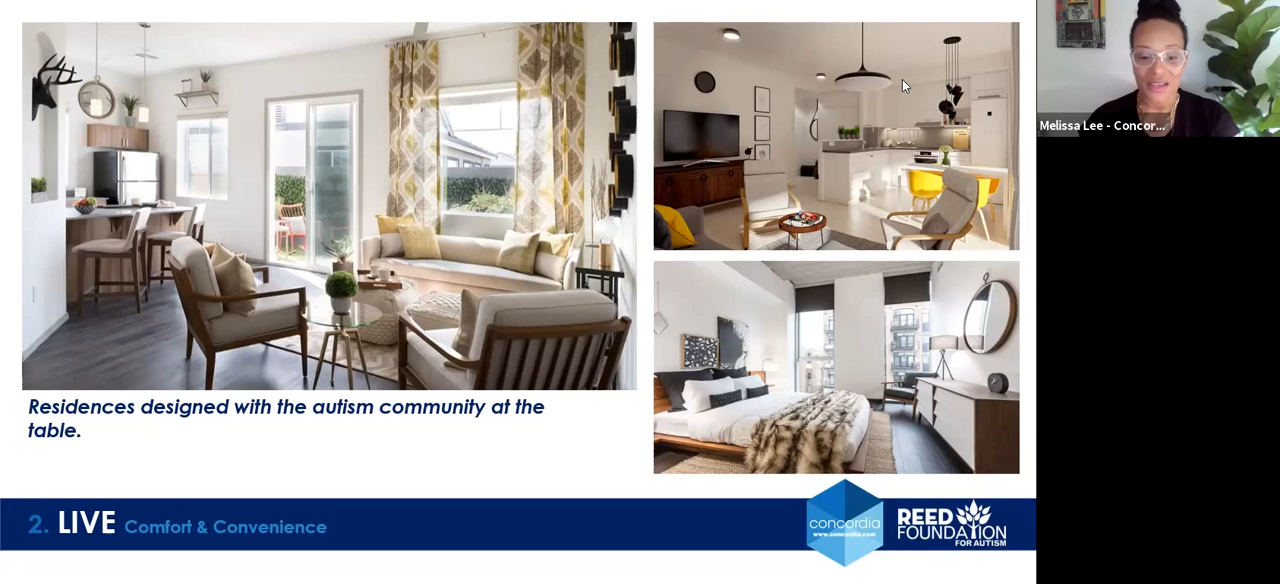 Melissa Lee - Concor...
Residences designed with the autism community at the
table.
2. LIVE Comfort & Convenience
concordia
www.concordia.com
REED
FOUNDATION
FOR AUTISM